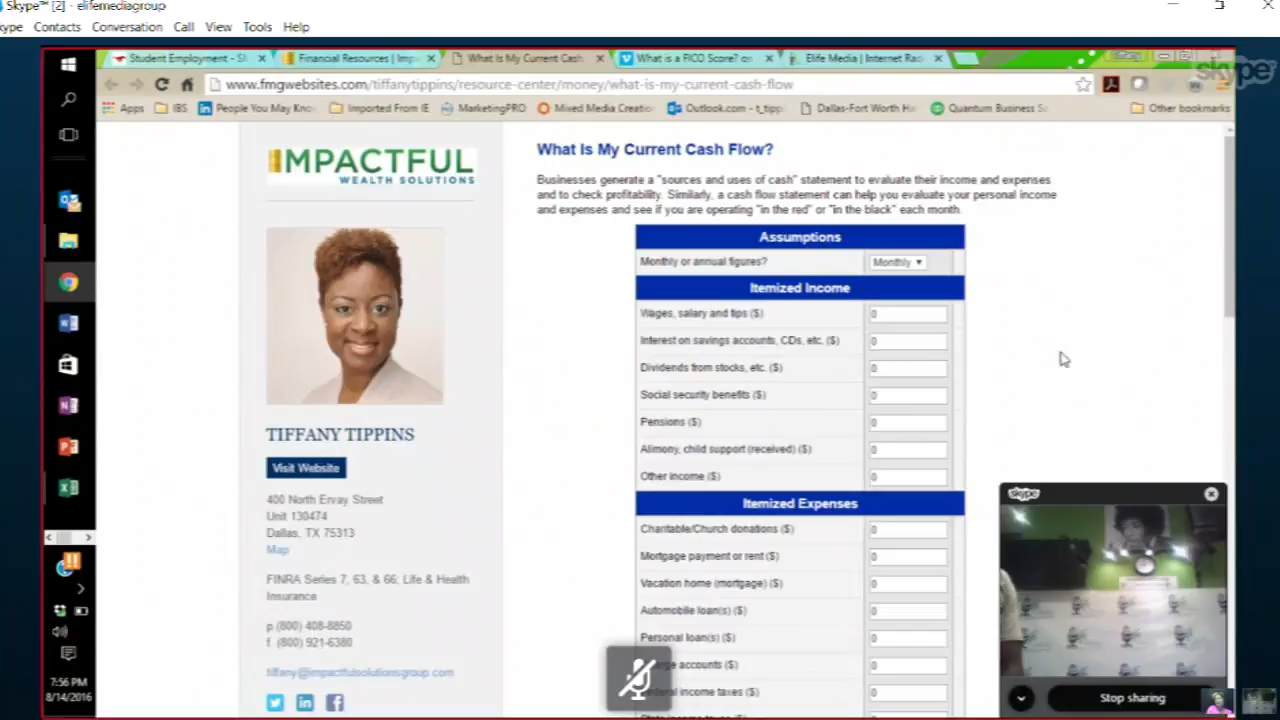 Skype™ [2] - elifemediagroup
Skype Contacts Conversation Call View Tools Help
Student Employment - Financial Resources | Imp What Is My Current Cash What is a FICO Score? on Elife Media | Internet Rad
www.fmgwebsites.com/tiffanytippins/resource-center/money/what-is-my-current-cash-flow
Apps IBS People You May Kno Imported From IE MarketingPRO Mixed Media Creatio Outlook.com - t_tipp Dallas-Fort Worth Quantum Business Other bookmarks
skype
IMPACTFUL
WEALTH SOLUTIONS
TIFFANY TIPPINS
Visit Website
400 North Ervay Street
Unit 130474
Dallas, TX 75313
Map
FINRA Series 7, 63, & 66; Life & Health
Insurance
p (800) 408-8850
f (800) 921-6380
tiffany@impactfulsolutionsgroup.com
What Is My Current Cash Flow?
Businesses generate a "sources and uses of cash" statement to evaluate their income and expenses
and to check profitability. Similarly, a cash flow statement can help you evaluate your personal income
and expenses and see if you are operating "in the red" or "in the black" each month.
Assumptions
Monthly or annual figures? Monthly
Itemized Income
Wages, salary and tips ($) 0
Interest on savings accounts, CDs, etc. ($) 0
Dividends from stocks, etc. ($) 0
Social security benefits ($) 0
Pensions ($) 0
Alimony, child support (received) ($) 0
Other income ($) 0
Itemized Expenses
Charitable/Church donations ($) 0
Mortgage payment or rent ($) 0
Vacation home (mortgage) ($) 0
Automobile loan(s) ($) 0
Personal loan(s) ($) 0
accounts ($) 0
income taxes ($) 0
skype
Stop sharing
7:56 PM
8/14/2016